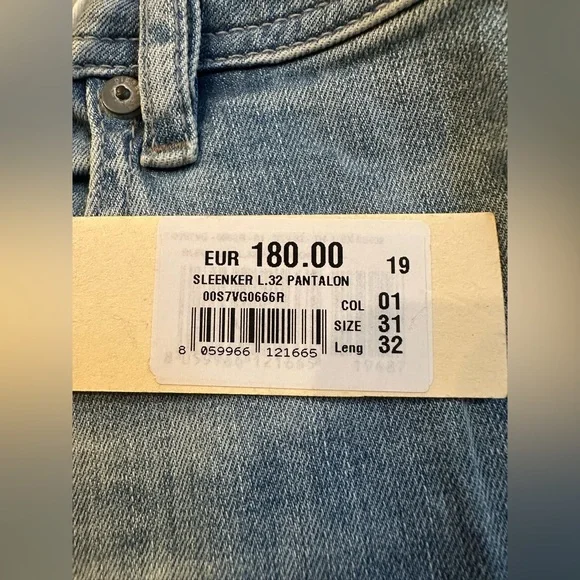 EUR 180.00 19
SLEENKER L.32 PANTALON
00S7VG0666R
COL 01
SIZE 31
Leng 32
8 059966 121665